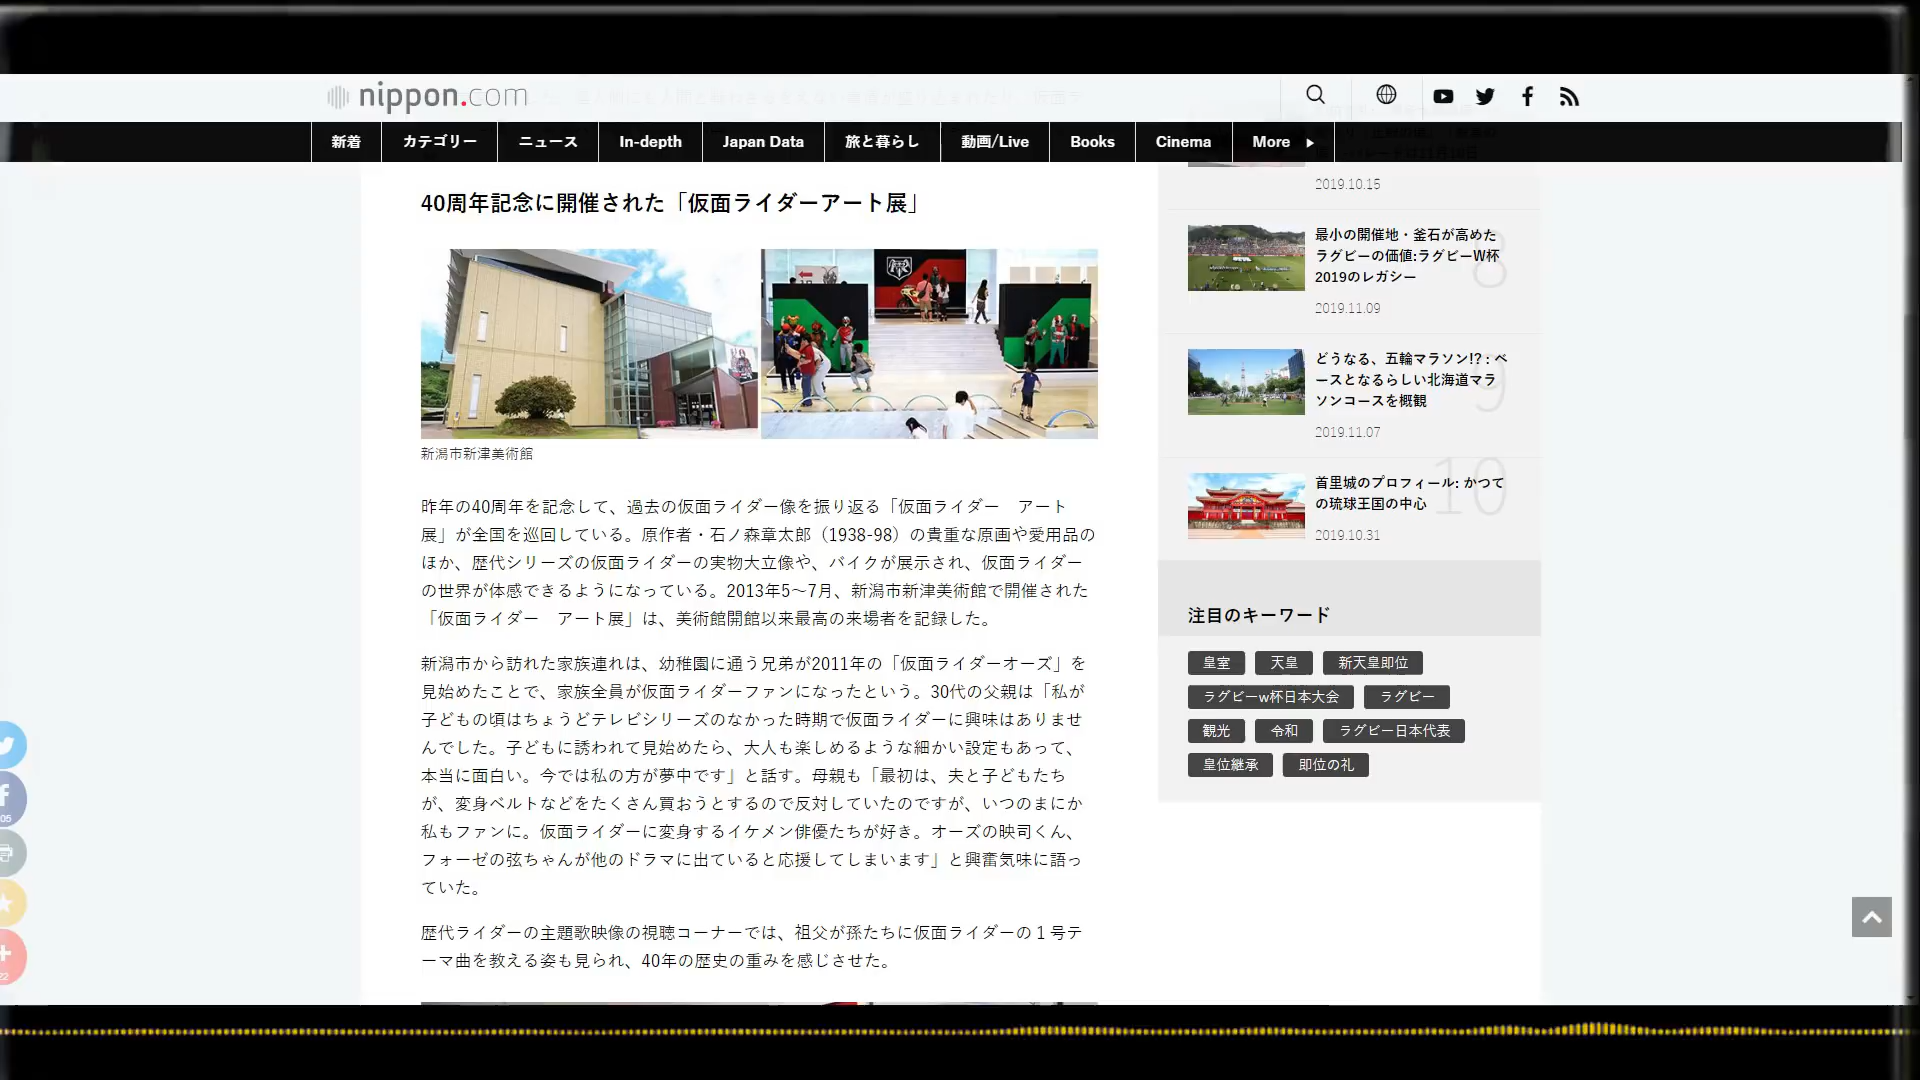 nippon.com
新着 カテゴリー ニュース In-depth Japan Data 旅と暮らし 動画/Live Books Cinema More
40周年記念に開催された「仮面ライダーアート展」
新潟市新津美術館
昨年の40周年を記念して、過去の仮面ライダー像を振り返る「仮面ライダー　アート
展」が全国を巡回している。原作者・石ノ森章太郎（1938-98）の貴重な原画や愛用品の
ほか、歴代シリーズの仮面ライダーの実物大立像や、バイクが展示され、仮面ライダー
の世界が体感できるようになっている。2013年5～7月、新潟市新津美術館で開催された
「仮面ライダー　アート展」は、美術館開館以来最高の来場者を記録した。
新潟市から訪れた家族連れは、幼稚園に通う兄弟が2011年の「仮面ライダーオーズ」を
見始めたことで、家族全員が仮面ライダーファンになったという。30代の父親は「私が
子どもの頃はちょうどテレビシリーズのなかった時期で仮面ライダーに興味はありませ
んでした。子どもに誘われて見始めたら、大人も楽しめるような細かい設定もあって、
本当に面白い。今では私の方が夢中です」と話す。母親も「最初は、夫と子どもたち
が、変身ベルトなどをたくさん買おうとするので反対していたのですが、いつのまにか
私もファンに。仮面ライダーに変身するイケメン俳優たちが好き。オーズの映司くん、
フォーゼの弦ちゃんが他のドラマに出ていると応援してしまいます」と興奮気味に語っ
ていた。
歴代ライダーの主題歌映像の視聴コーナーでは、祖父が孫たちに仮面ライダーの１号テ
ーマ曲を教える姿も見られ、40年の歴史の重みを感じさせた。
2019.10.15
最小の開催地・釜石が高めた
ラグビーの価値:ラグビーW杯
2019のレガシー
8
2019.11.09
どうなる、五輪マラソン!? : ベ
ースとなるらしい北海道マラ
ソンコースを概観
9
2019.11.07
首里城のプロフィール: かつて
の琉球王国の中心
10
2019.10.31
注目のキーワード
皇室 天皇 新天皇即位
ラグビーw杯日本大会 ラグビー
観光 令和 ラグビー日本代表
皇位継承 即位の礼